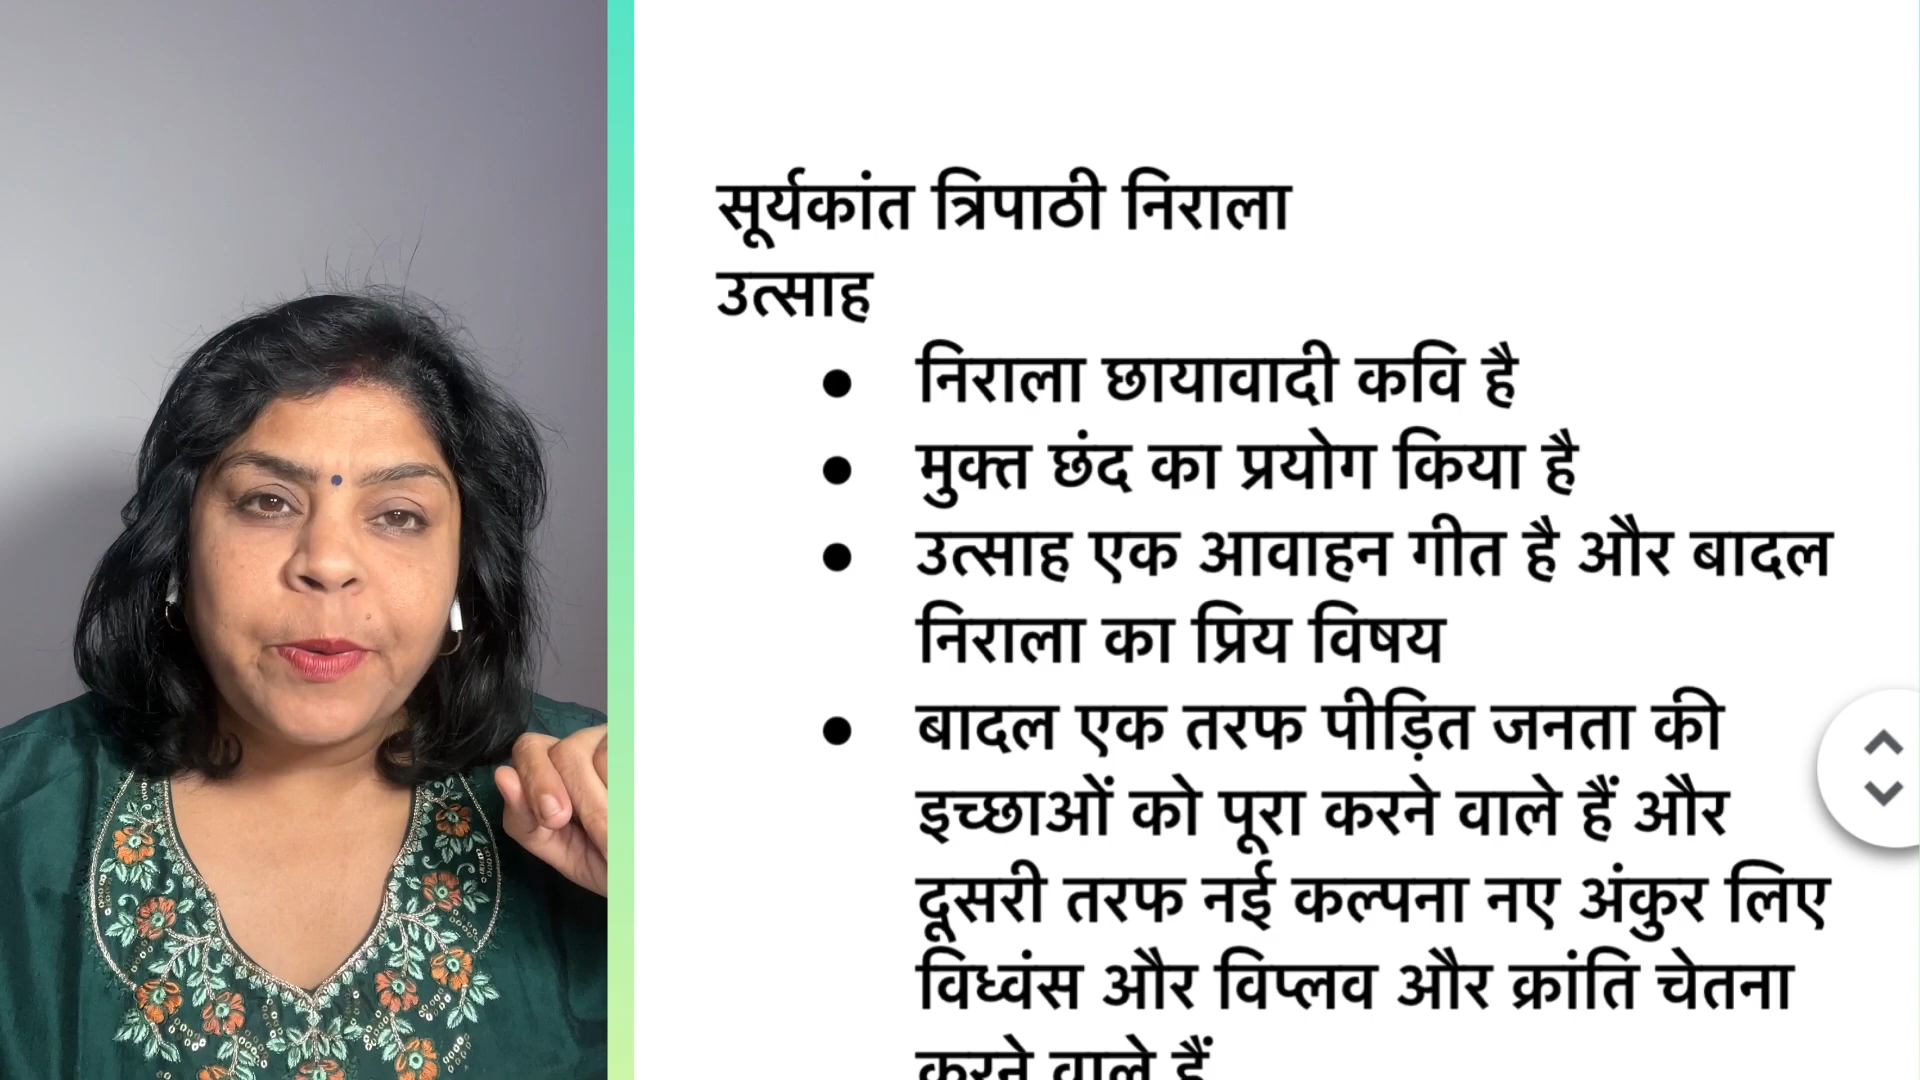 सूर्यकांत त्रिपाठी निराला
उत्साह
● निराला छायावादी कवि है
● मुक्त छंद का प्रयोग किया है
● उत्साह एक आवाहन गीत है और बादल
निराला का प्रिय विषय
● बादल एक तरफ पीड़ित जनता की
इच्छाओं को पूरा करने वाले हैं और
दूसरी तरफ नई कल्पना नए अंकुर लिए
विध्वंस और विप्लव और क्रांति चेतना
करने वाले हैं